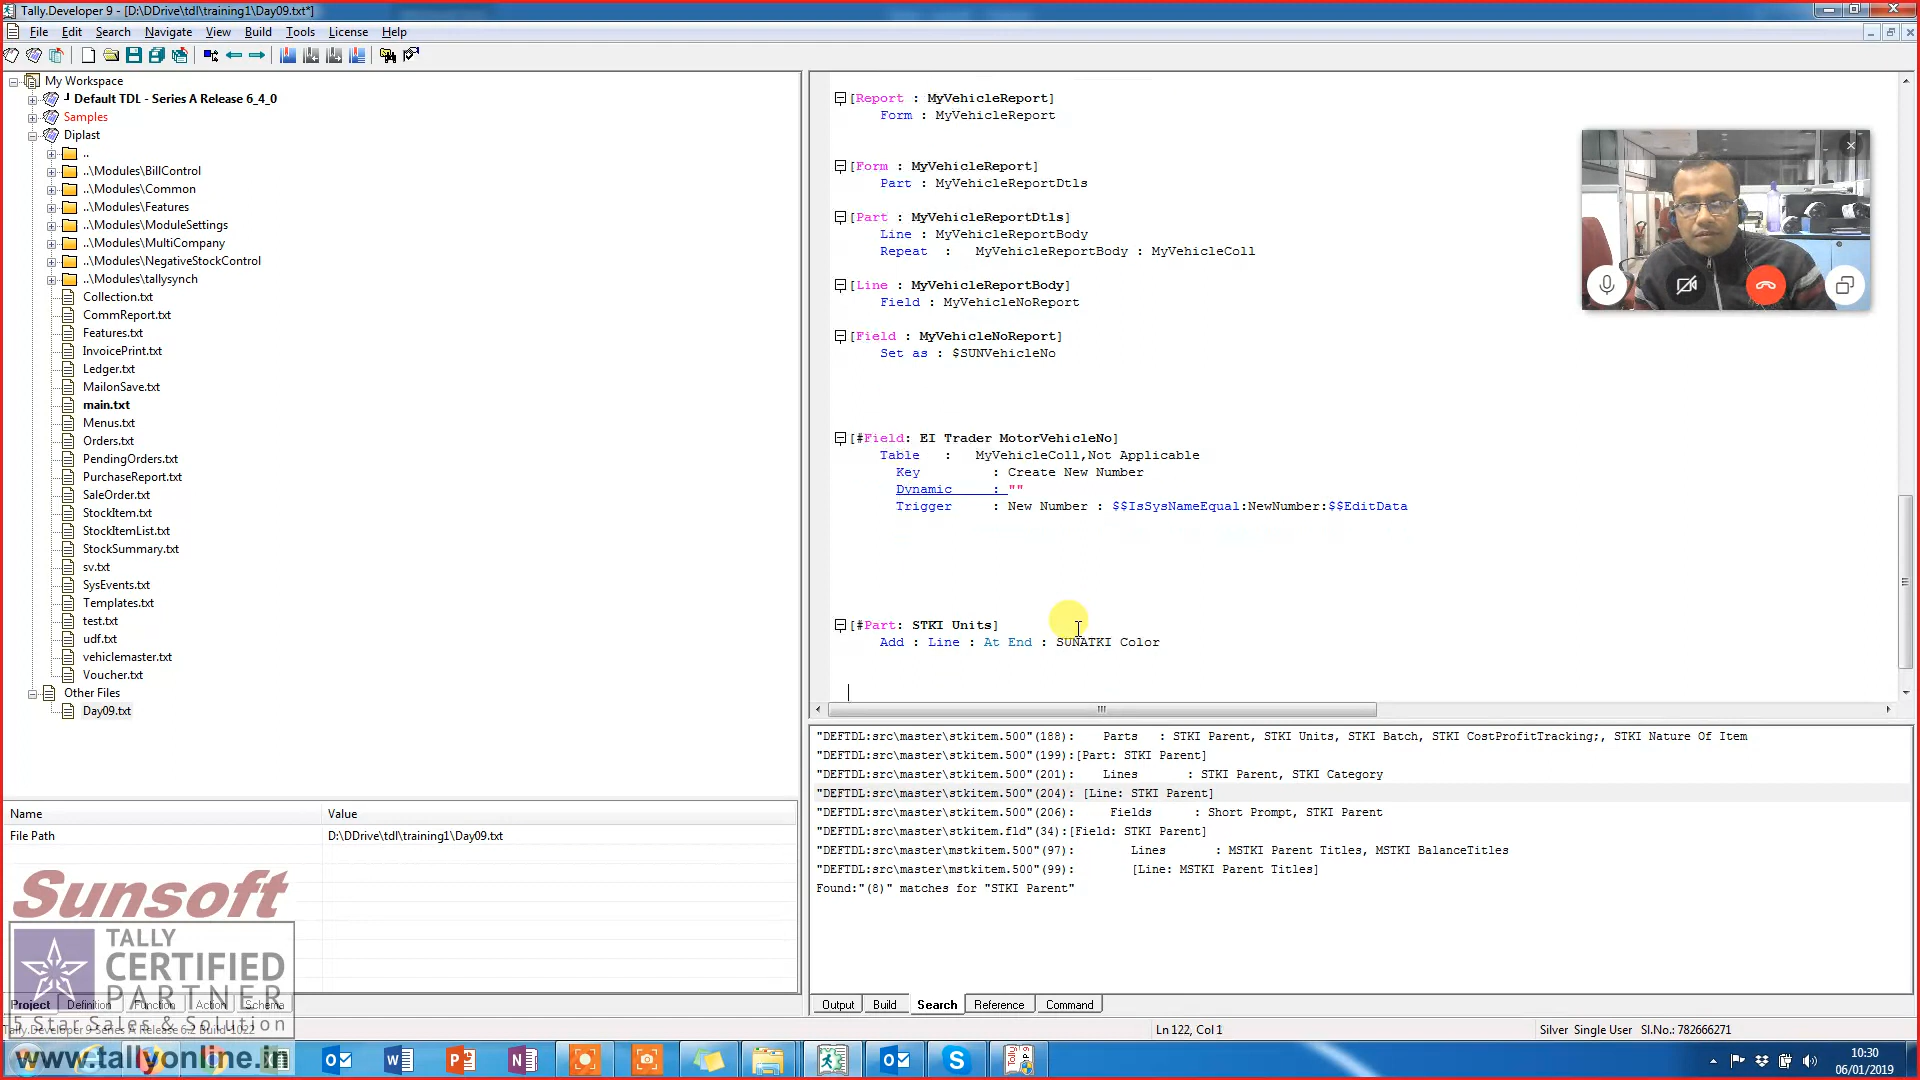 Tally.Developer 9 - [D:\DDrive\tdl\training1\Day09.txt*]
File Edit Search Navigate View Build Tools License Help
My Workspace
Default TDL - Series A Release 6_4_0
Samples
Diplast
..
..\Modules\BillControl
..\Modules\Common
..\Modules\Features
..\Modules\ModuleSettings
..\Modules\MultiCompany
..\Modules\NegativeStockControl
..\Modules\tallysynch
Collection.txt
CommReport.txt
Features.txt
InvoicePrint.txt
Ledger.txt
MailonSave.txt
main.txt
Menus.txt
Orders.txt
PendingOrders.txt
PurchaseReport.txt
SaleOrder.txt
StockItem.txt
StockItemList.txt
StockSummary.txt
sv.txt
SysEvents.txt
Templates.txt
test.txt
udf.txt
vehiclemaster.txt
Voucher.txt
Other Files
Day09.txt
Name Value
File Path D:\DDrive\tdl\training1\Day09.txt
Project Definition Function Action Schema
Tally.Developer 9 Series A Release 6.2 Build-1022
Sunsoft
TALLY
CERTIFIED
PARTNER
5 Star Sales & Solution
www.tallyonline.in
[Report : MyVehicleReport]
Form : MyVehicleReport
[Form : MyVehicleReport]
Part : MyVehicleReportDtls
[Part : MyVehicleReportDtls]
Line : MyVehicleReportBody
Repeat : MyVehicleReportBody : MyVehicleColl
[Line : MyVehicleReportBody]
Field : MyVehicleNoReport
[Field : MyVehicleNoReport]
Set as : $SUNVehicleNo
[#Field: EI Trader MotorVehicleNo]
Table : MyVehicleColl,Not Applicable
Key : Create New Number
Dynamic : ""
Trigger : New Number : $$IsSysNameEqual:NewNumber:$$EditData
[#Part: STKI Units]
Add : Line : At End : SUNATKI Color
"DEFTDL:src\master\stkitem.500"(188): Parts : STKI Parent, STKI Units, STKI Batch, STKI CostProfitTracking;, STKI Nature Of Item
"DEFTDL:src\master\stkitem.500"(199):[Part: STKI Parent]
"DEFTDL:src\master\stkitem.500"(201): Lines : STKI Parent, STKI Category
"DEFTDL:src\master\stkitem.500"(204): [Line: STKI Parent]
"DEFTDL:src\master\stkitem.500"(206): Fields : Short Prompt, STKI Parent
"DEFTDL:src\master\stkitem.fld"(34):[Field: STKI Parent]
"DEFTDL:src\master\mstkitem.500"(97): Lines : MSTKI Parent Titles, MSTKI BalanceTitles
"DEFTDL:src\master\mstkitem.500"(99): [Line: MSTKI Parent Titles]
Found:"(8)" matches for "STKI Parent"
Output Build Search Reference Command
Ln 122, Col 1
Silver Single User Sl.No.: 782666271
10:30
06/01/2019